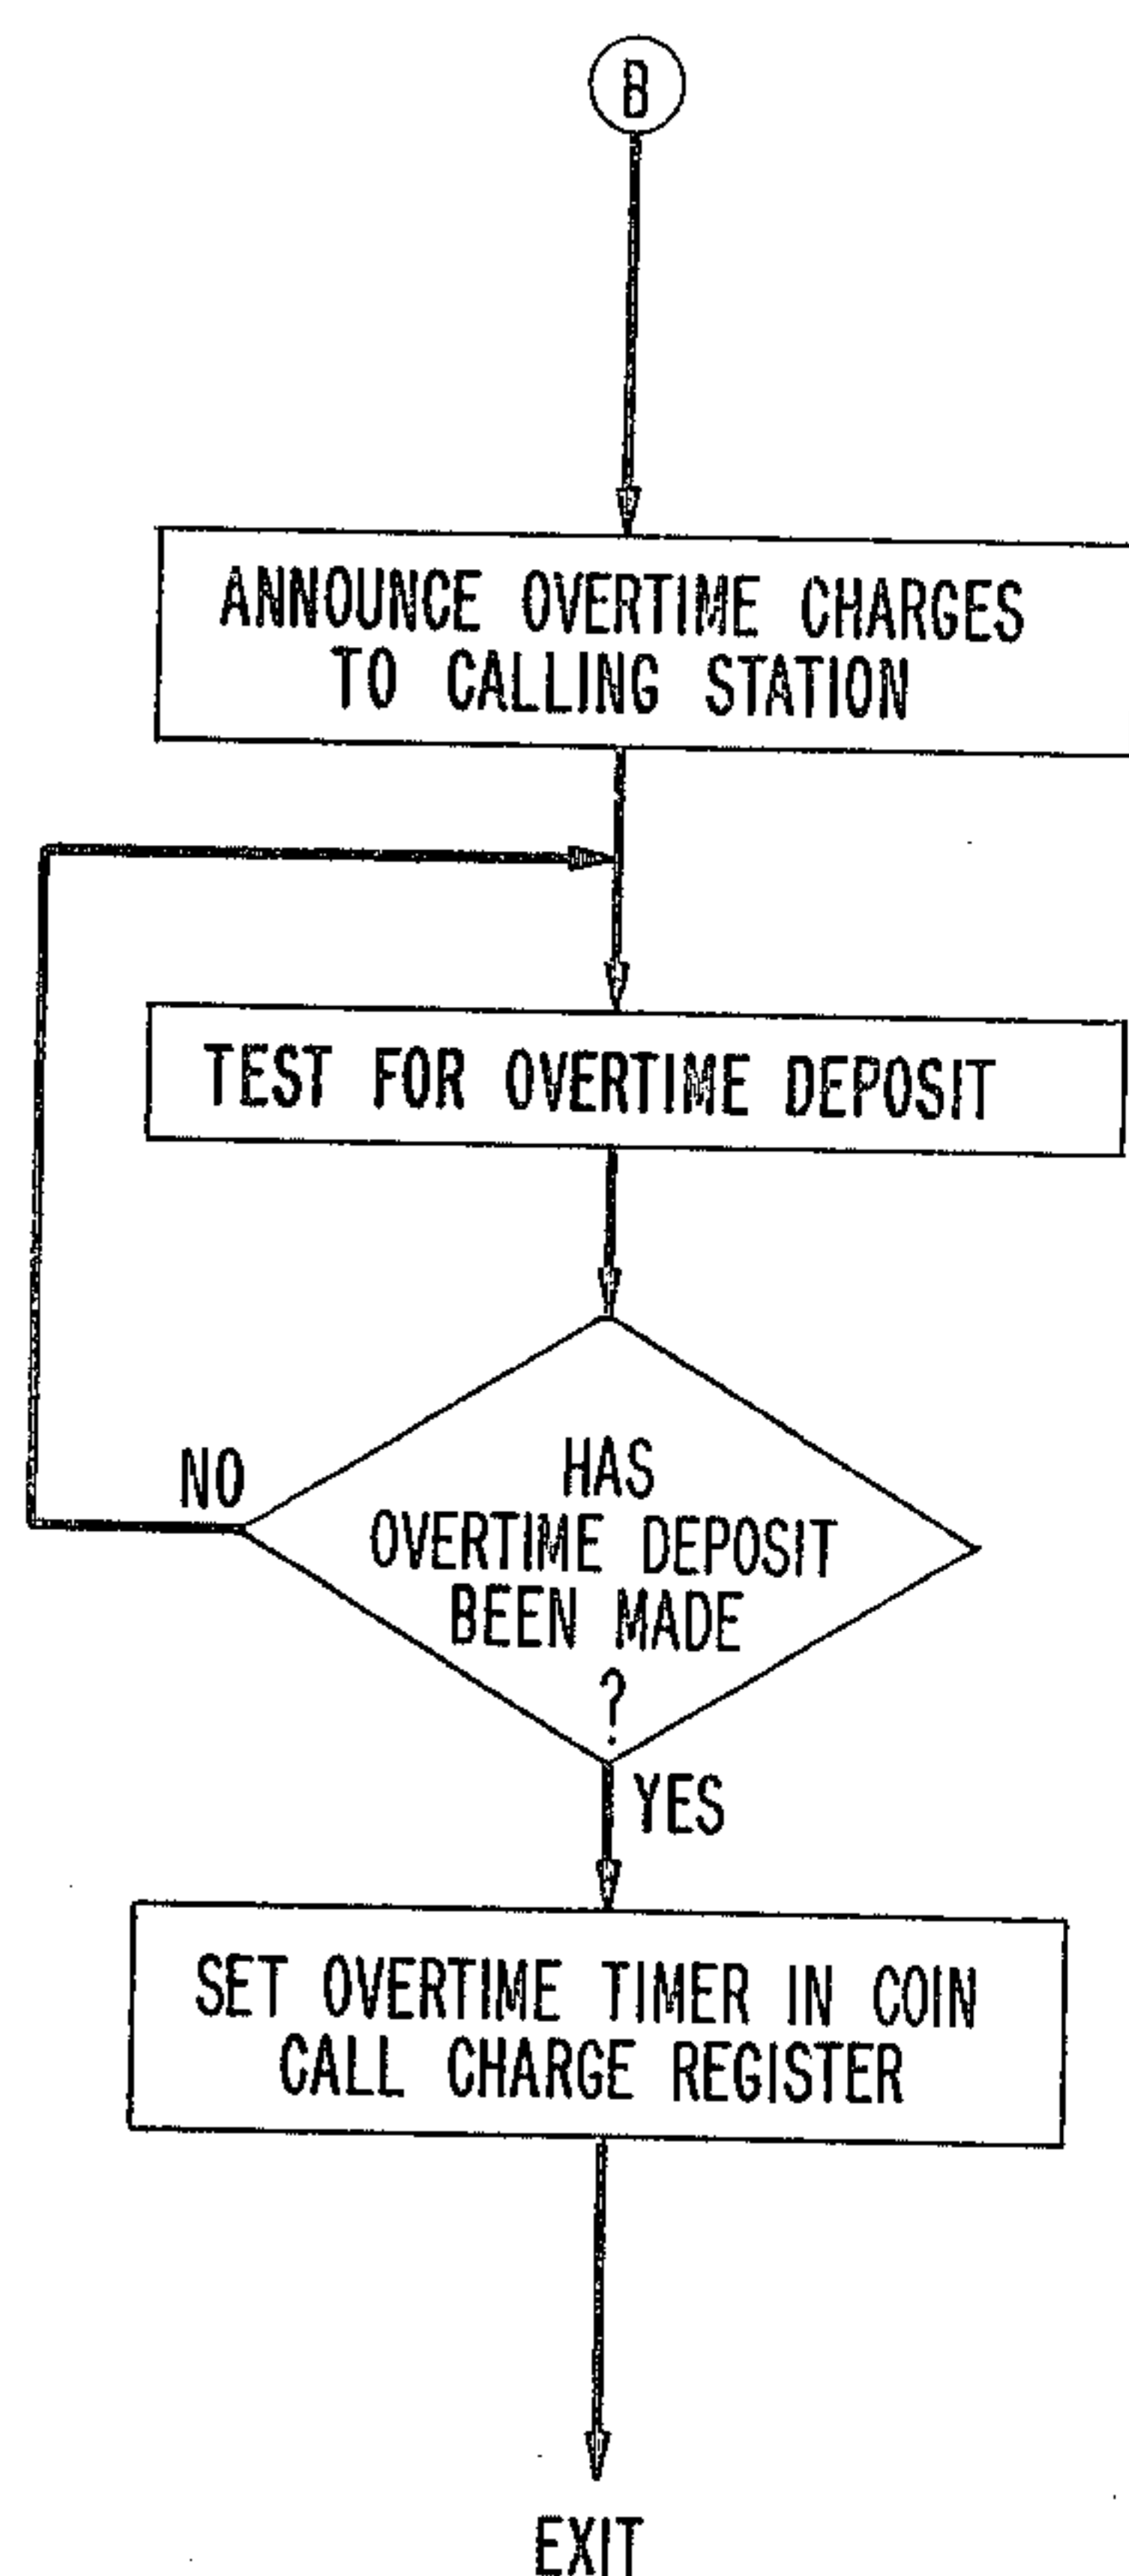 B
ANNOUNCE OVERTIME CHARGES
TO CALLING STATION
TEST FOR OVERTIME DEPOSIT
HAS
OVERTIME DEPOSIT
BEEN MADE
?
NO
YES
SET OVERTIME TIMER IN COIN
CALL CHARGE REGISTER
EXIT